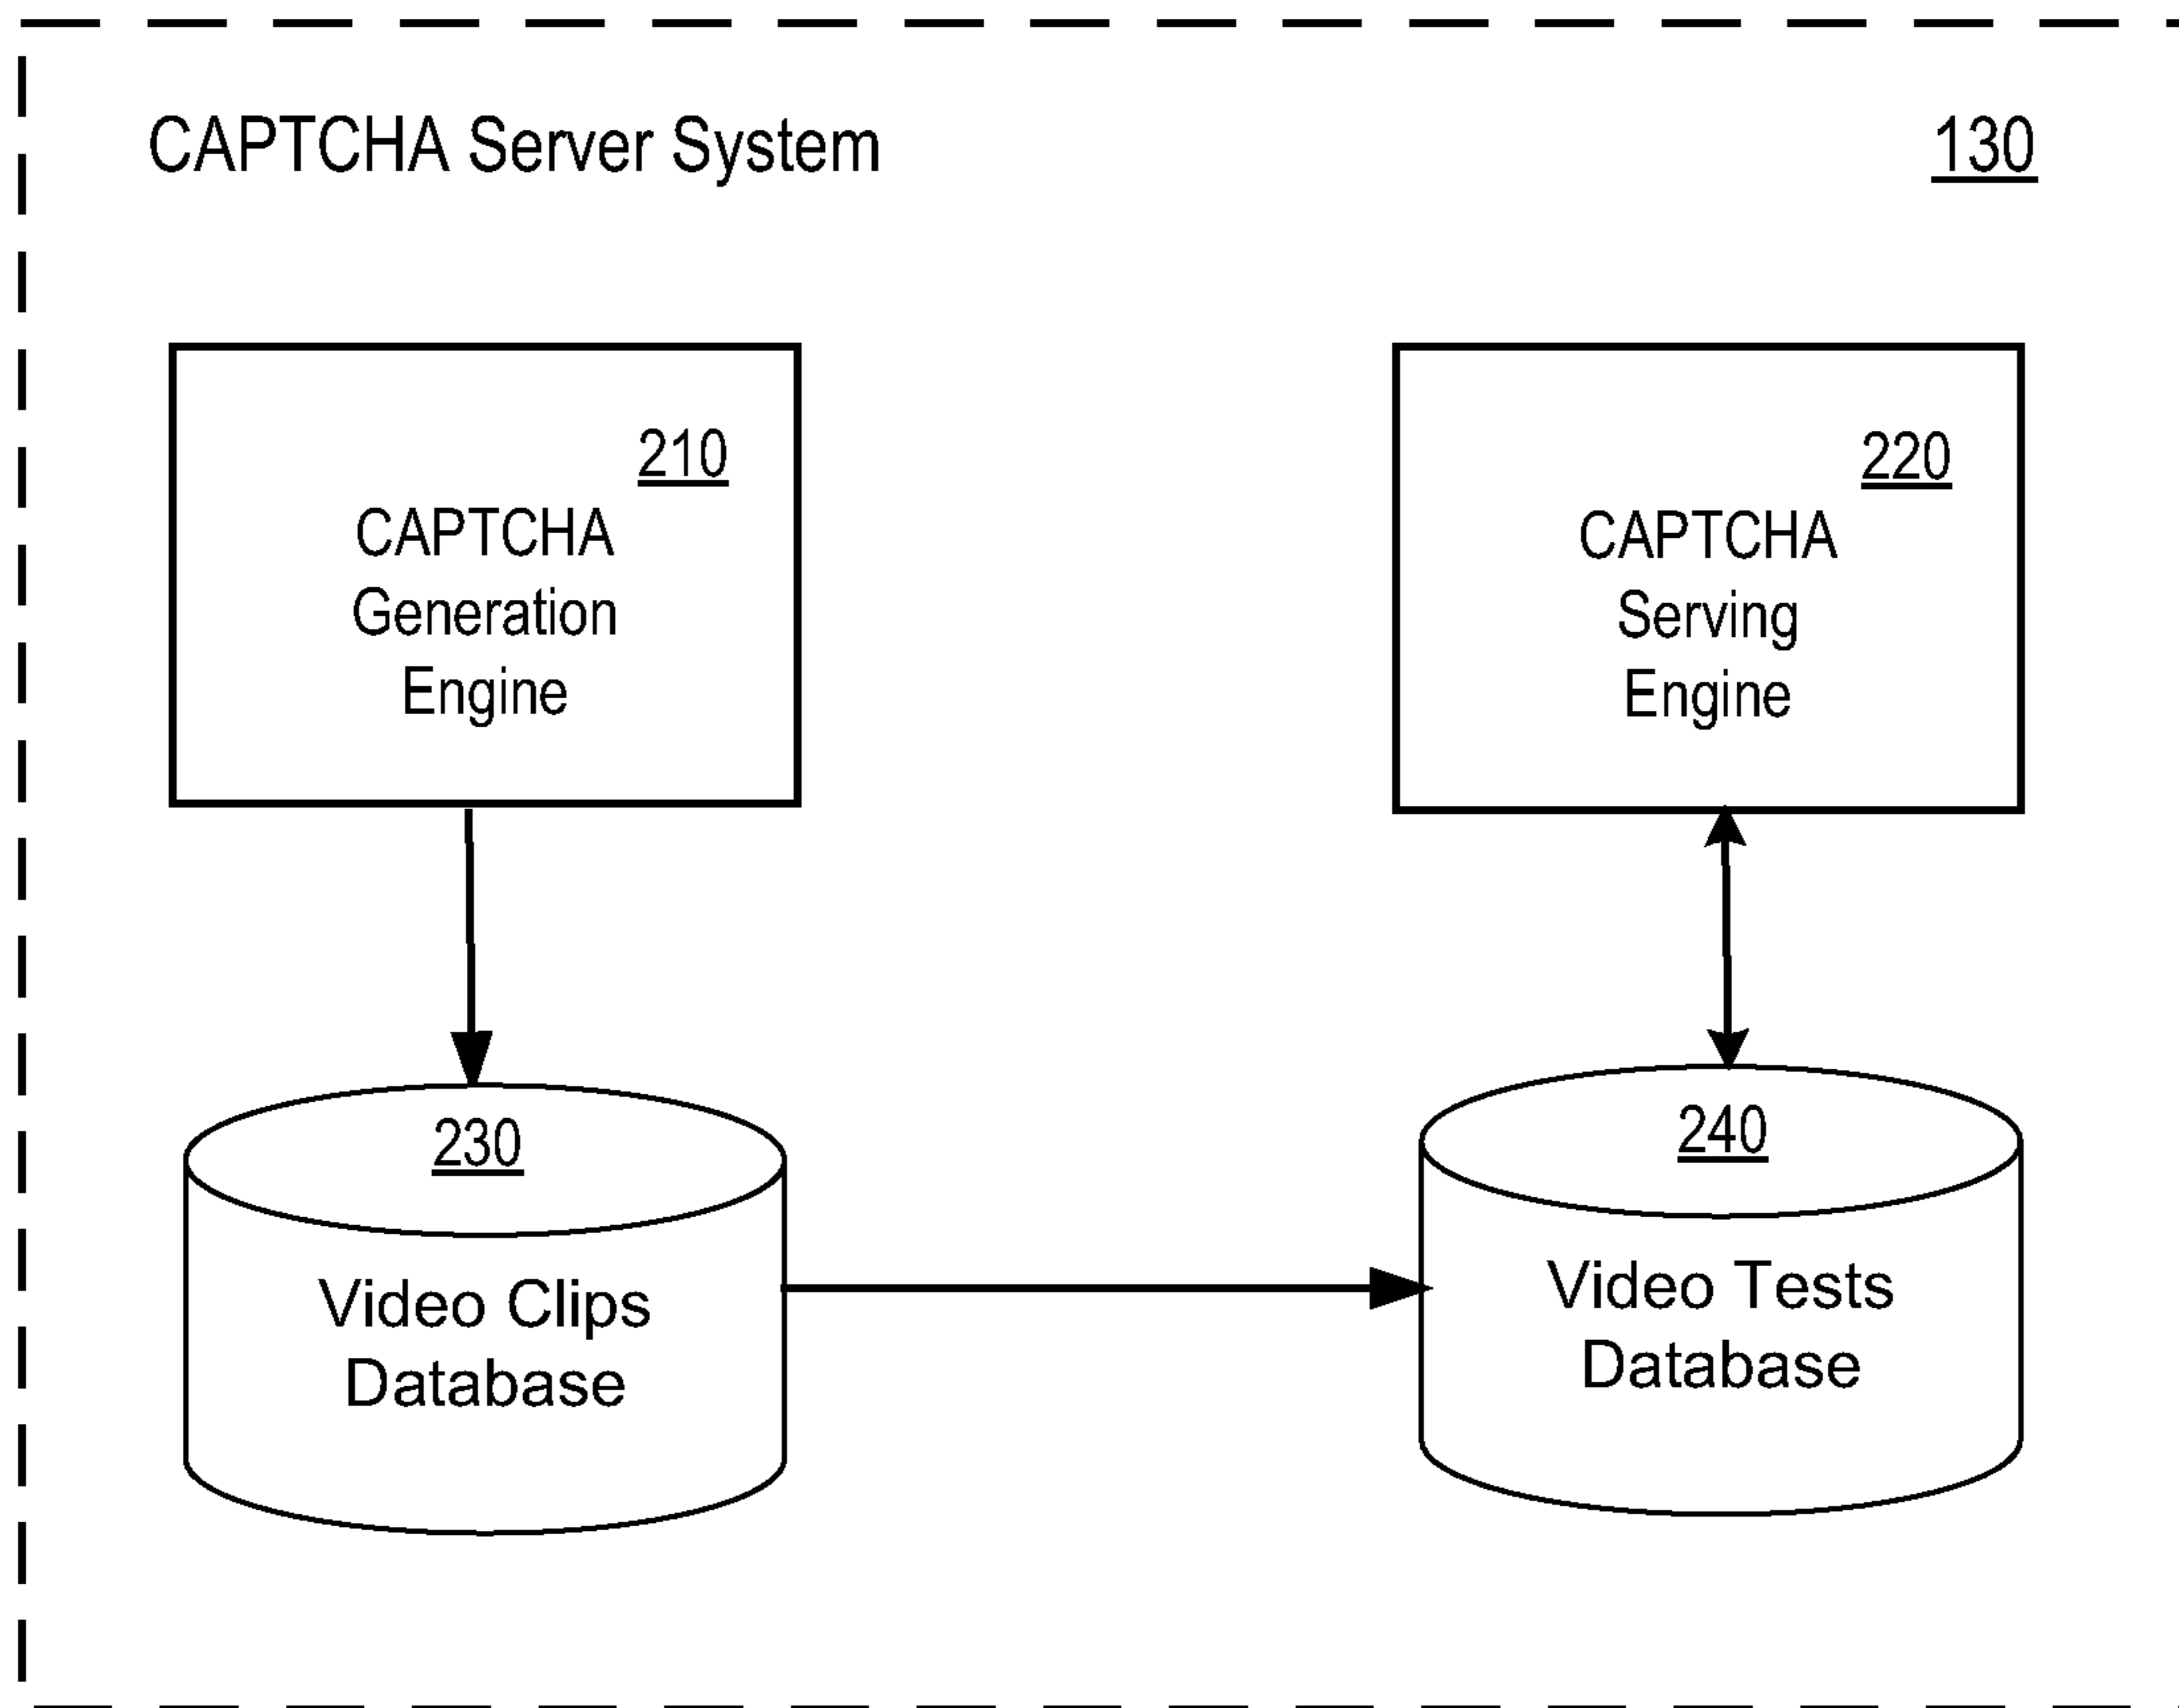 CAPTCHA Server System
130
210
CAPTCHA
Generation
Engine
220
CAPTCHA
Serving
Engine
230
Video Clips
Database
240
Video Tests
Database